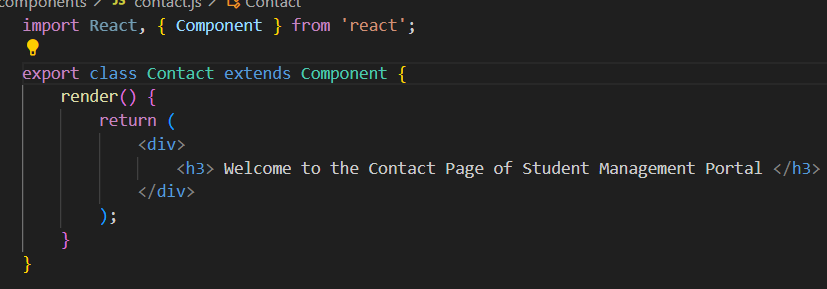 components > JS contact.js > Contact
import React, { Component } from 'react';
export class Contact extends Component {
render() {
return (
<div>
<h3> Welcome to the Contact Page of Student Management Portal </h3>
</div>
);
}
}